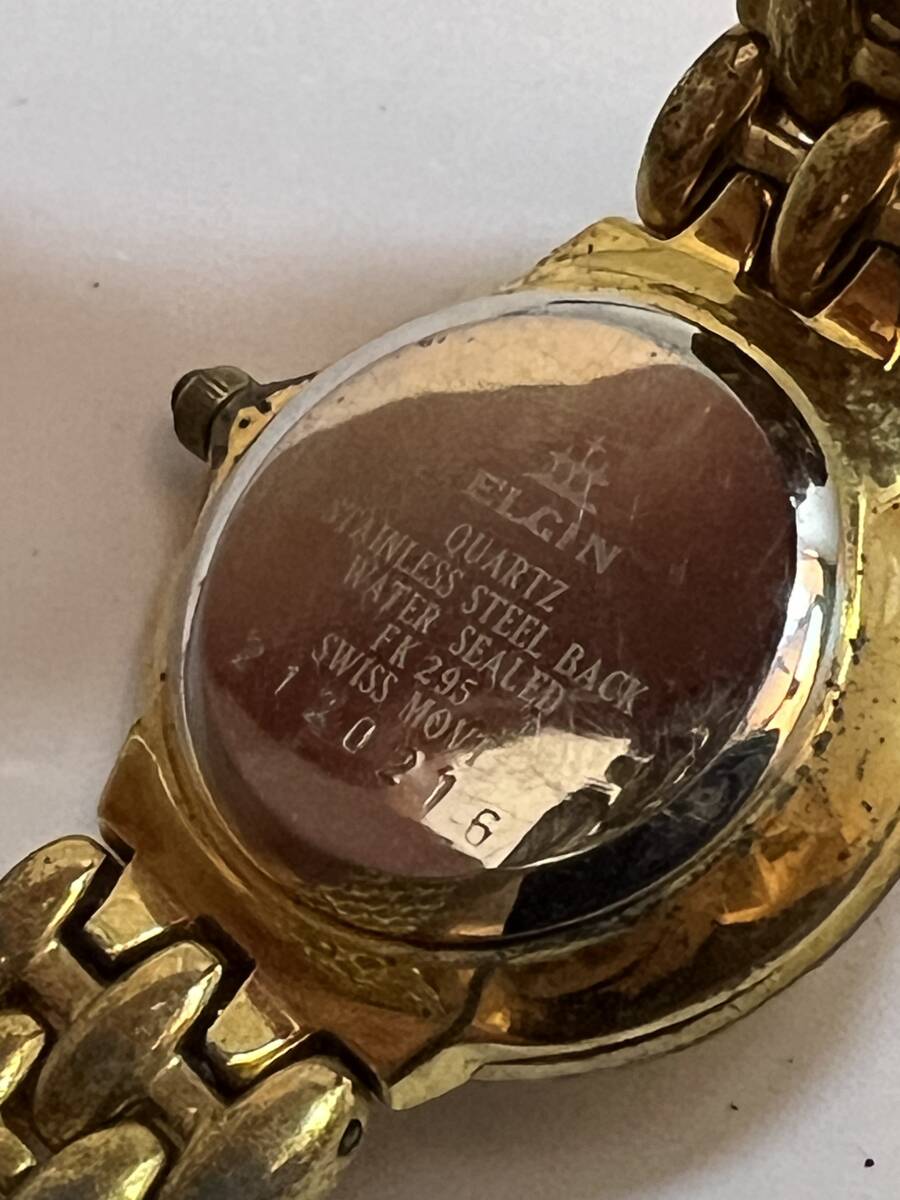 ELGIN
QUARTZ
STAINLESS STEEL BACK
WATER SEALED
FK 295
SWISS MOVT
2120216